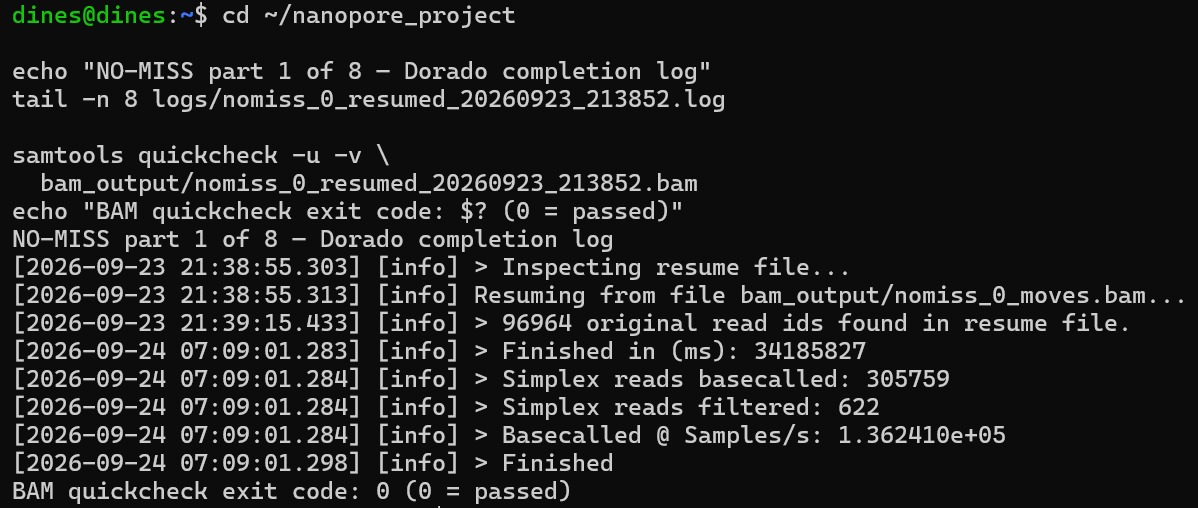 dines@dines:~$ cd ~/nanopore_project
echo "NO-MISS part 1 of 8 — Dorado completion log"
tail -n 8 logs/nomiss_0_resumed_20260923_213852.log
samtools quickcheck -u -v \
  bam_output/nomiss_0_resumed_20260923_213852.bam
echo "BAM quickcheck exit code: $? (0 = passed)"
NO-MISS part 1 of 8 — Dorado completion log
[2026-09-23 21:38:55.303] [info] > Inspecting resume file...
[2026-09-23 21:38:55.313] [info] Resuming from file bam_output/nomiss_0_moves.bam...
[2026-09-23 21:39:15.433] [info] > 96964 original read ids found in resume file.
[2026-09-24 07:09:01.283] [info] > Finished in (ms): 34185827
[2026-09-24 07:09:01.284] [info] > Simplex reads basecalled: 305759
[2026-09-24 07:09:01.284] [info] > Simplex reads filtered: 622
[2026-09-24 07:09:01.284] [info] > Basecalled @ Samples/s: 1.362410e+05
[2026-09-24 07:09:01.298] [info] > Finished
BAM quickcheck exit code: 0 (0 = passed)